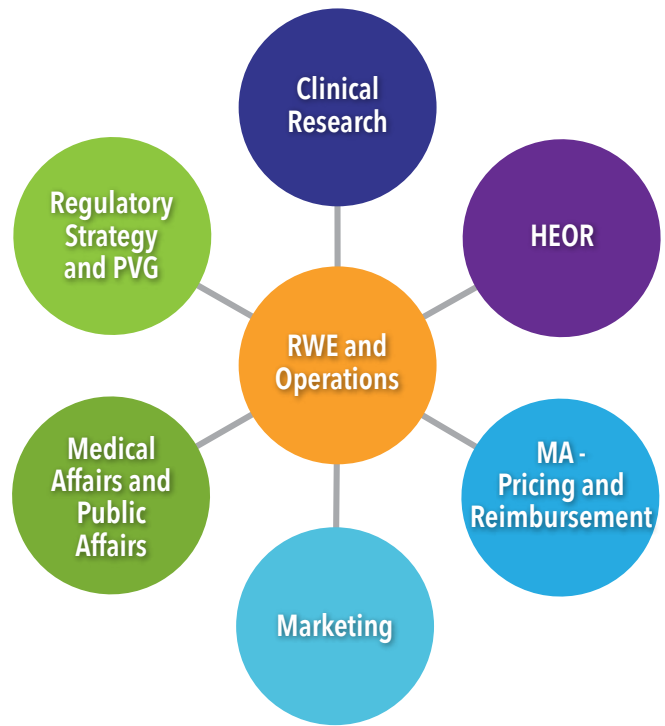 Clinical
Research
HEOR
MA -
Pricing and
Reimbursement
Marketing
Medical
Affairs and
Public
Affairs
Regulatory
Strategy
and PVG
RWE and
Operations